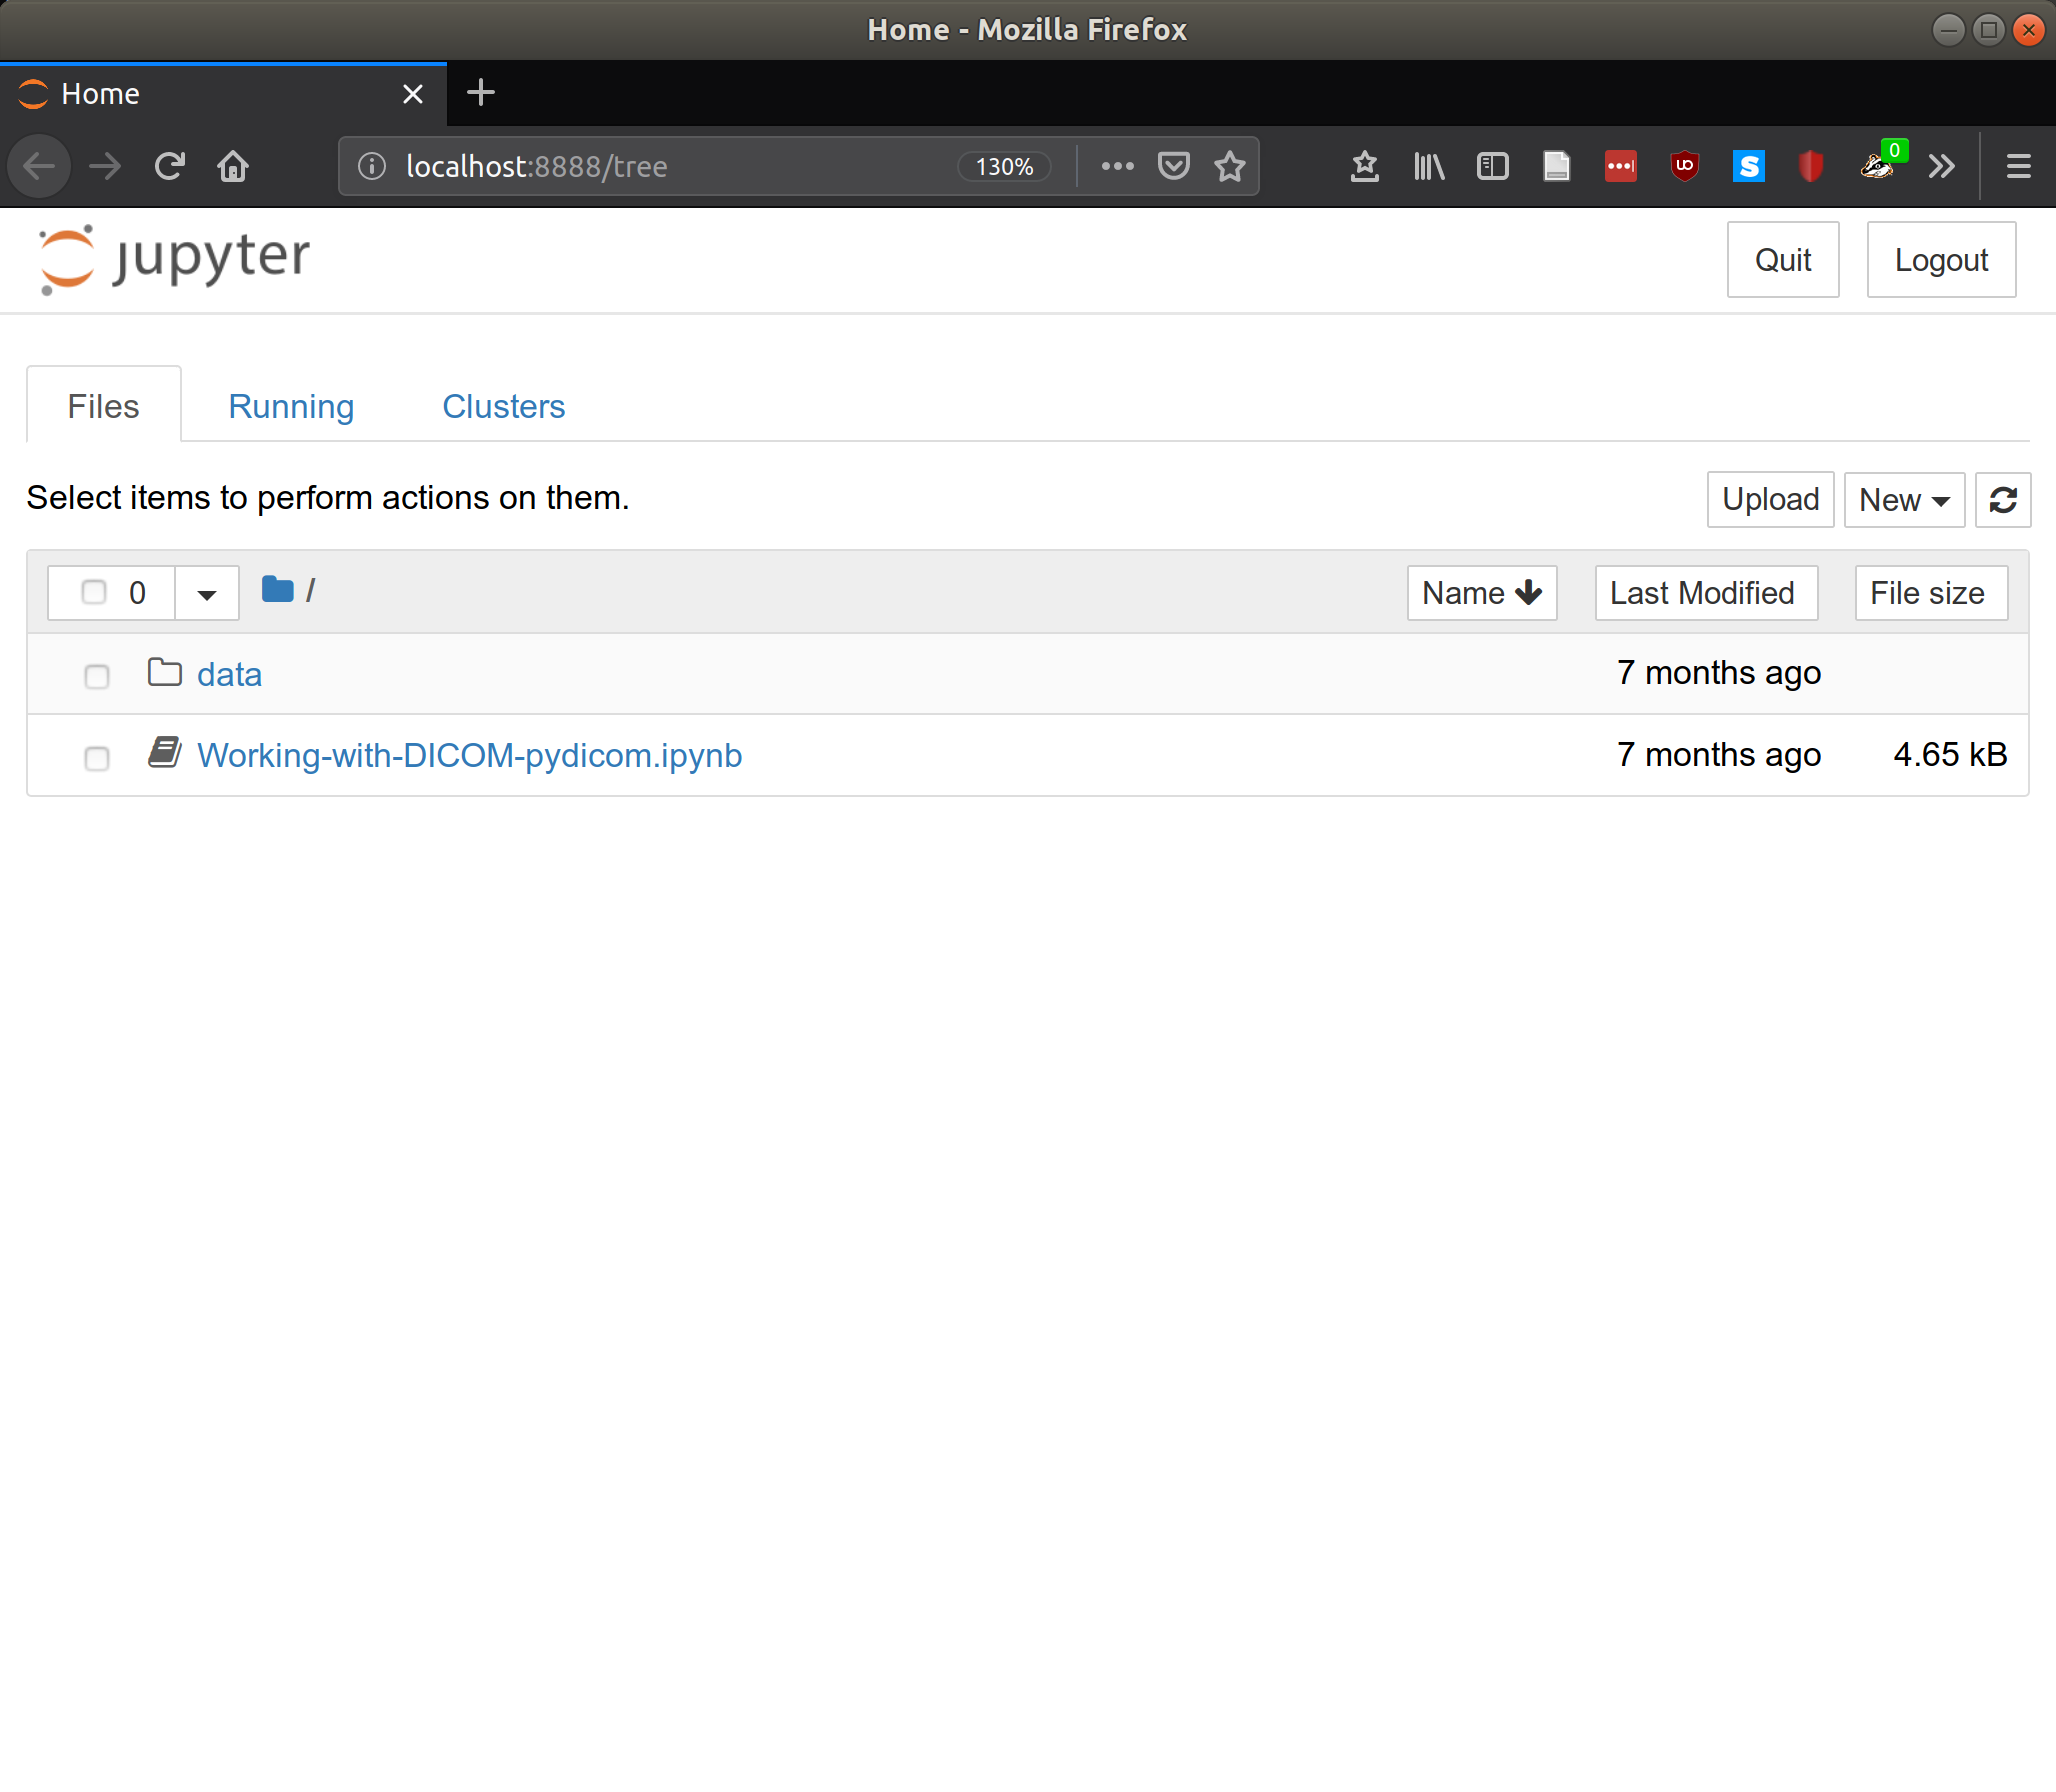 Home - Mozilla Firefox
Home
localhost:8888/tree 130%
0
jupyter Quit Logout
Files Running Clusters
Select items to perform actions on them. Upload New
0 / Name Last Modified File size
data 7 months ago
Working-with-DICOM-pydicom.ipynb 7 months ago 4.65 kB